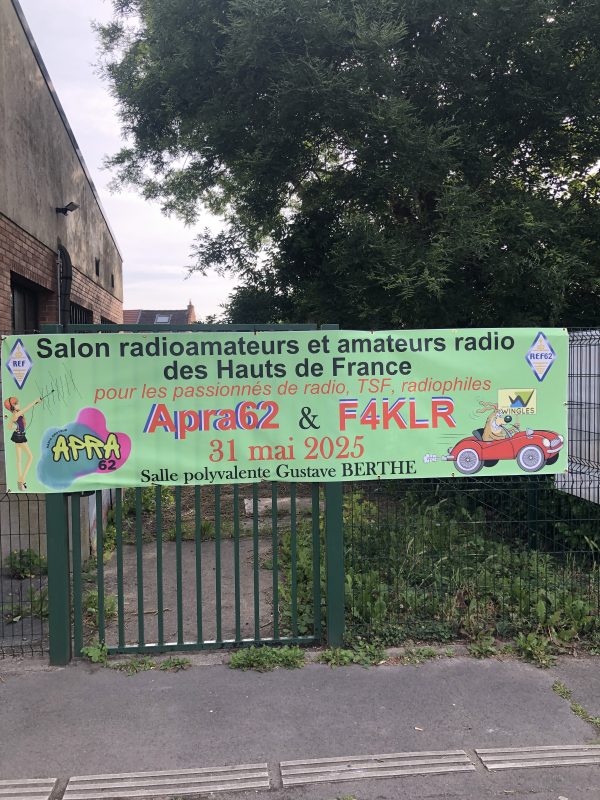 REF
Salon radioamateurs et amateurs radio
des Hauts de France
REF62
pour les passionnés de radio, TSF, radiophiles
Apra62 & F4KLR
WINGLES
APRA
62
31 mai 2025
Salle polyvalente Gustave BERTHE